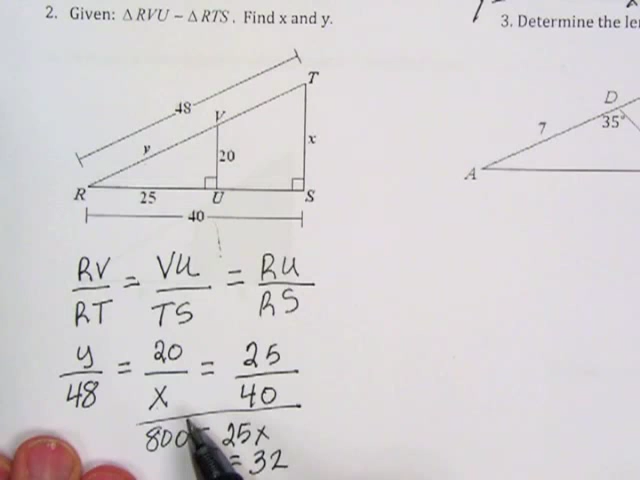 2. Given: △RVU ~ △RTS. Find x and y.
3. Determine the
48
T
V
y
20
x
R
25
U
S
40
D
7
35°
A
RV/RT = VU/TS = RU/RS
y/48 = 20/x = 25/40
800 = 25x
= 32